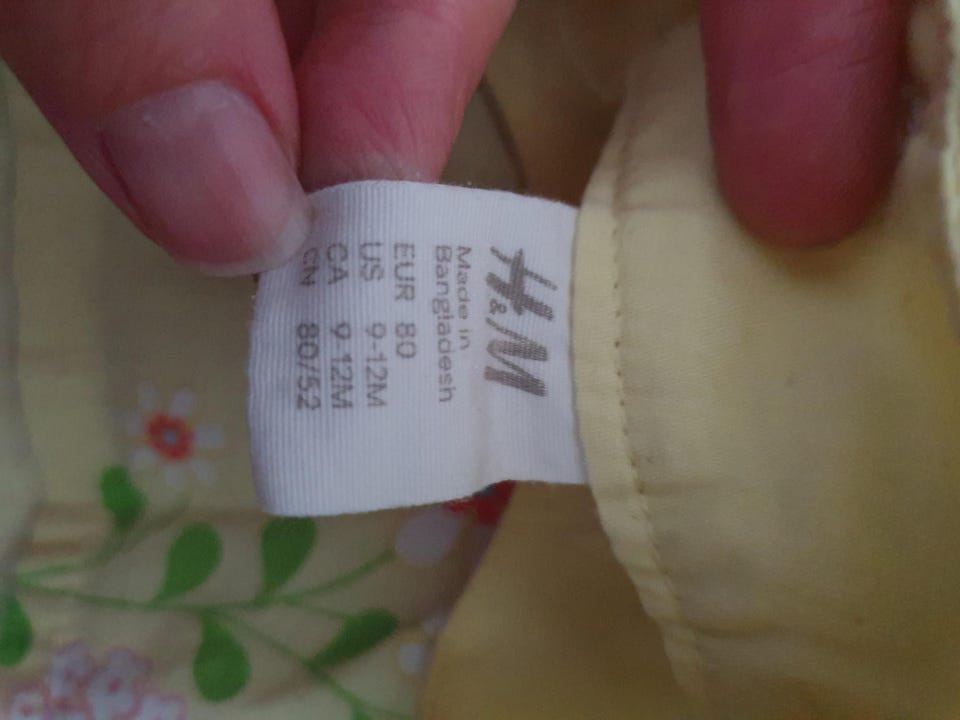 H&M
Made in
Bangladesh
EUR 80
US 9-12M
CA 9-12M
CN 80/52